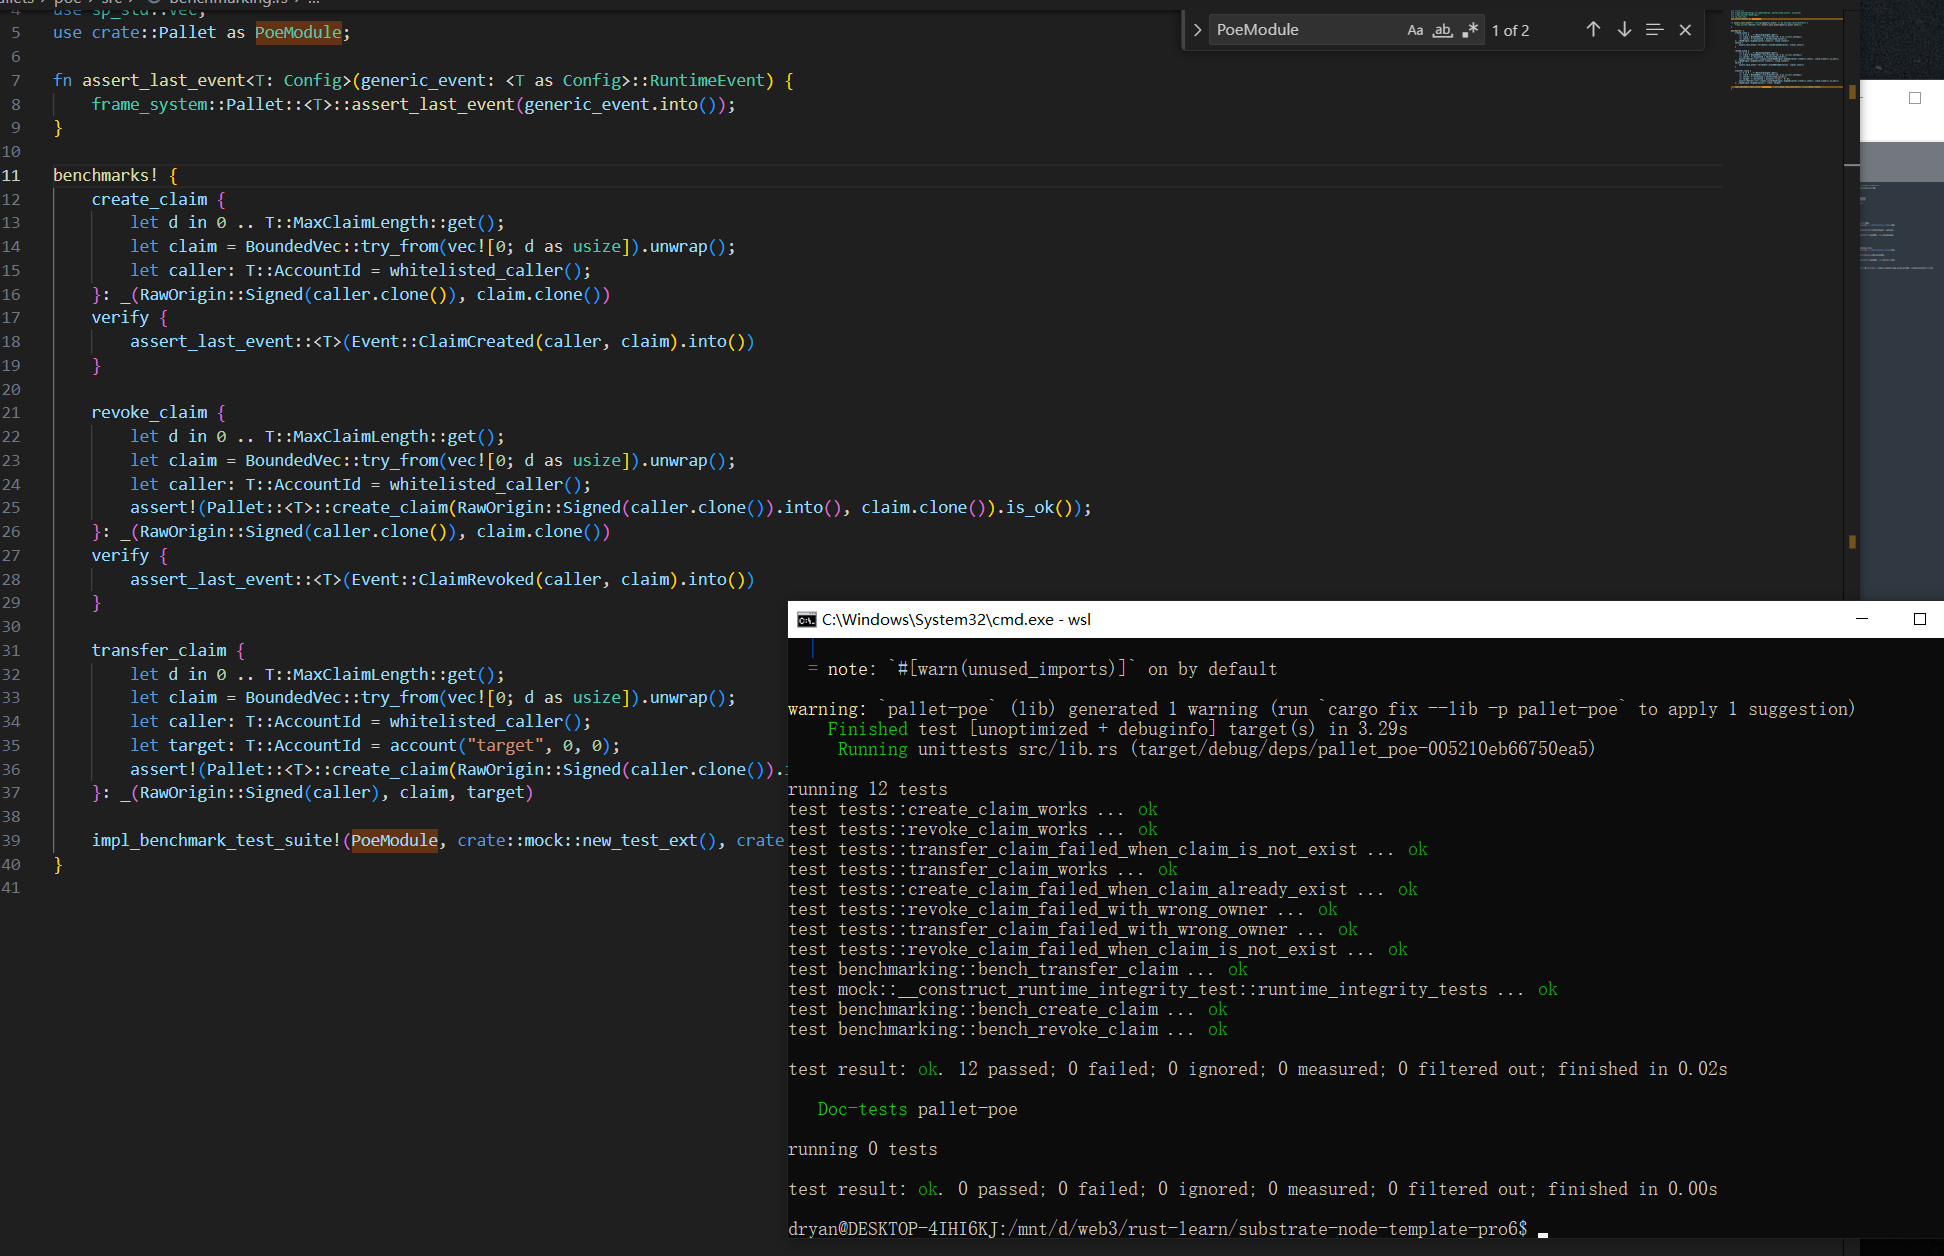 use sp_std::vec;
5 use crate::Pallet as PoeModule;
6
7 fn assert_last_event<T: Config>(generic_event: <T as Config>::RuntimeEvent) {
8 frame_system::Pallet::<T>::assert_last_event(generic_event.into());
9 }
10
11 benchmarks! {
12 create_claim {
13 let d in 0 .. T::MaxClaimLength::get();
14 let claim = BoundedVec::try_from(vec![0; d as usize]).unwrap();
15 let caller: T::AccountId = whitelisted_caller();
16 }: _(RawOrigin::Signed(caller.clone()), claim.clone())
17 verify {
18 assert_last_event::<T>(Event::ClaimCreated(caller, claim).into())
19 }
20
21 revoke_claim {
22 let d in 0 .. T::MaxClaimLength::get();
23 let claim = BoundedVec::try_from(vec![0; d as usize]).unwrap();
24 let caller: T::AccountId = whitelisted_caller();
25 assert!(Pallet::<T>::create_claim(RawOrigin::Signed(caller.clone()).into(), claim.clone()).is_ok());
26 }: _(RawOrigin::Signed(caller.clone()), claim.clone())
27 verify {
28 assert_last_event::<T>(Event::ClaimRevoked(caller, claim).into())
29 }
30
31 transfer_claim {
32 let d in 0 .. T::MaxClaimLength::get();
33 let claim = BoundedVec::try_from(vec![0; d as usize]).unwrap();
34 let caller: T::AccountId = whitelisted_caller();
35 let target: T::AccountId = account("target", 0, 0);
36 assert!(Pallet::<T>::create_claim(RawOrigin::Signed(caller.clone()).
37 }: _(RawOrigin::Signed(caller), claim, target)
38
39 impl_benchmark_test_suite!(PoeModule, crate::mock::new_test_ext(), crate
40 }
41
PoeModule Aa ab 1 of 2
C:\Windows\System32\cmd.exe - wsl
|
= note: `#[warn(unused_imports)]` on by default
warning: `pallet-poe` (lib) generated 1 warning (run `cargo fix --lib -p pallet-poe` to apply 1 suggestion)
Finished test [unoptimized + debuginfo] target(s) in 3.29s
Running unittests src/lib.rs (target/debug/deps/pallet_poe-005210eb66750ea5)
running 12 tests
test tests::create_claim_works ... ok
test tests::revoke_claim_works ... ok
test tests::transfer_claim_failed_when_claim_is_not_exist ... ok
test tests::transfer_claim_works ... ok
test tests::create_claim_failed_when_claim_already_exist ... ok
test tests::revoke_claim_failed_with_wrong_owner ... ok
test tests::transfer_claim_failed_with_wrong_owner ... ok
test tests::revoke_claim_failed_when_claim_is_not_exist ... ok
test benchmarking::bench_transfer_claim ... ok
test mock::__construct_runtime_integrity_test::runtime_integrity_tests ... ok
test benchmarking::bench_create_claim ... ok
test benchmarking::bench_revoke_claim ... ok
test result: ok. 12 passed; 0 failed; 0 ignored; 0 measured; 0 filtered out; finished in 0.02s
Doc-tests pallet-poe
running 0 tests
test result: ok. 0 passed; 0 failed; 0 ignored; 0 measured; 0 filtered out; finished in 0.00s
dryan@DESKTOP-4IHI6KJ:/mnt/d/web3/rust-learn/substrate-node-template-pro6$